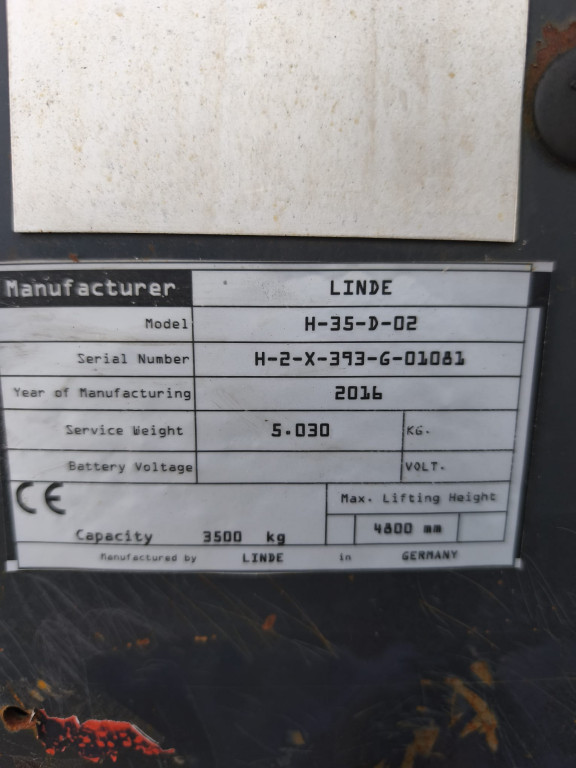 Manufacturer LINDE
Model H-35-D-02
Serial Number H-2-X-393-G-01081
Year of Manufacturing 2016
Service Weight 5.030 KG.
Battery Voltage VOLT.
CE Max. Lifting Height
Capacity 3500 kg 4800 mm
Manufactured by LINDE in GERMANY